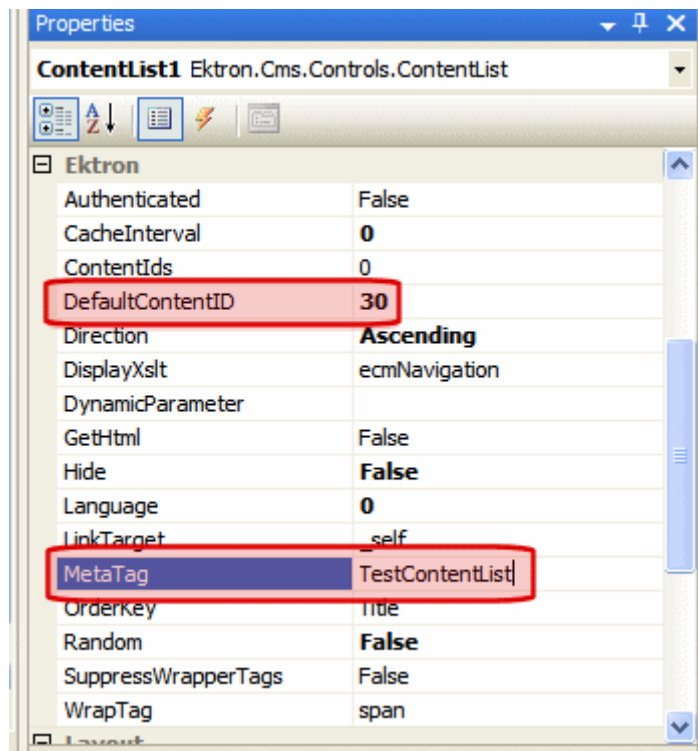 Properties
ContentList1 Ektron.Cms.Controls.ContentList
A
Z
Ektron
Authenticated False
CacheInterval 0
ContentIds 0
DefaultContentID 30
Direction Ascending
DisplayXslt ecmNavigation
DynamicParameter
GetHtml False
Hide False
Language 0
LinkTarget _self
MetaTag TestContentList
OrderKey Title
Random False
SuppressWrapperTags False
WrapTag span
Layout